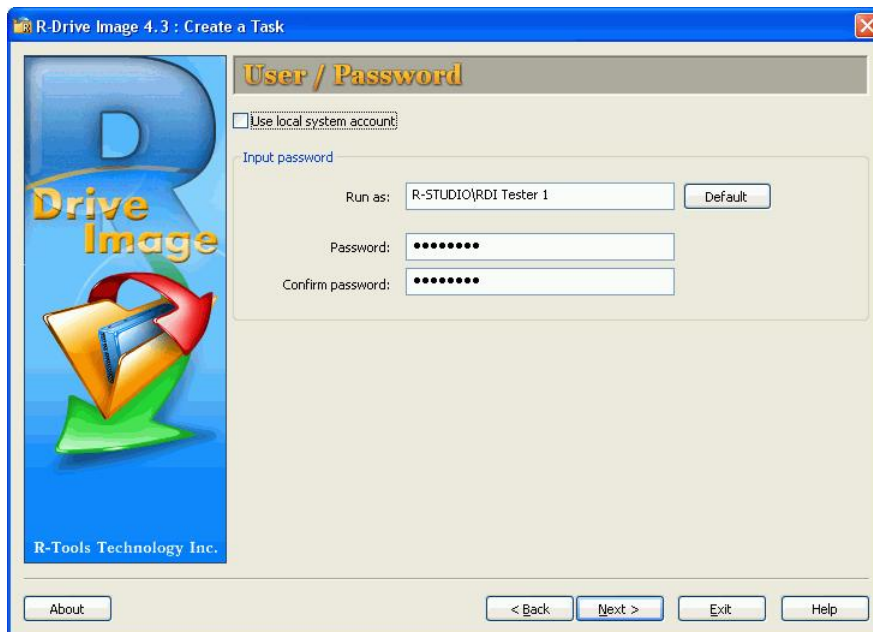 R-Drive Image 4.3 : Create a Task
R
Drive
Image
R-Tools Technology Inc.
User / Password
Use local system account
Input password
Run as: R-STUDIO\RDI Tester 1 Default
Password: ••••••••
Confirm password: ••••••••
About < Back Next > Exit Help